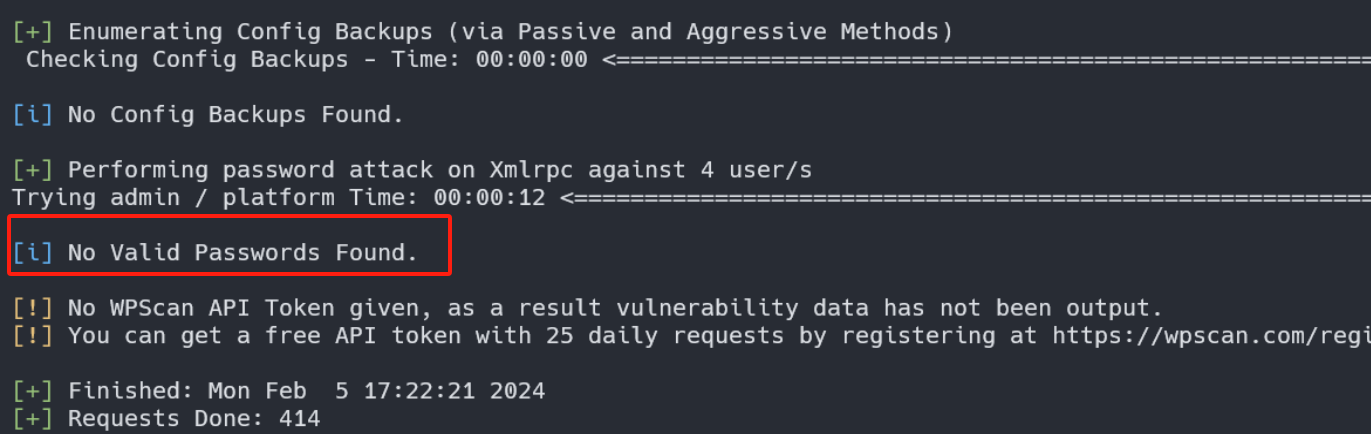 [+] Enumerating Config Backups (via Passive and Aggressive Methods)
Checking Config Backups - Time: 00:00:00 <======================================================
[i] No Config Backups Found.
[+] Performing password attack on Xmlrpc against 4 user/s
Trying admin / platform Time: 00:00:12 <=========================================================
[i] No Valid Passwords Found.
[!] No WPScan API Token given, as a result vulnerability data has not been output.
[!] You can get a free API token with 25 daily requests by registering at https://wpscan.com/regi
[+] Finished: Mon Feb  5 17:22:21 2024
[+] Requests Done: 414